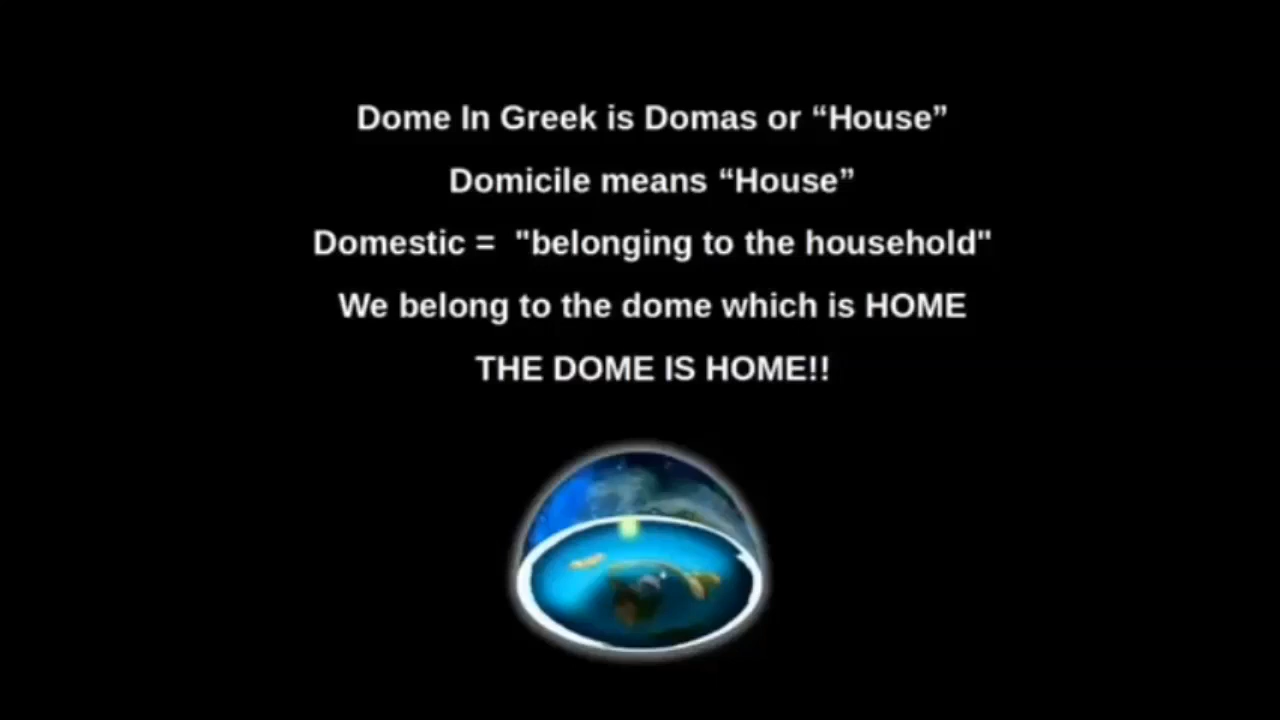 Dome In Greek is Domas or “House”
Domicile means “House”
Domestic =  "belonging to the household"
We belong to the dome which is HOME
THE DOME IS HOME!!